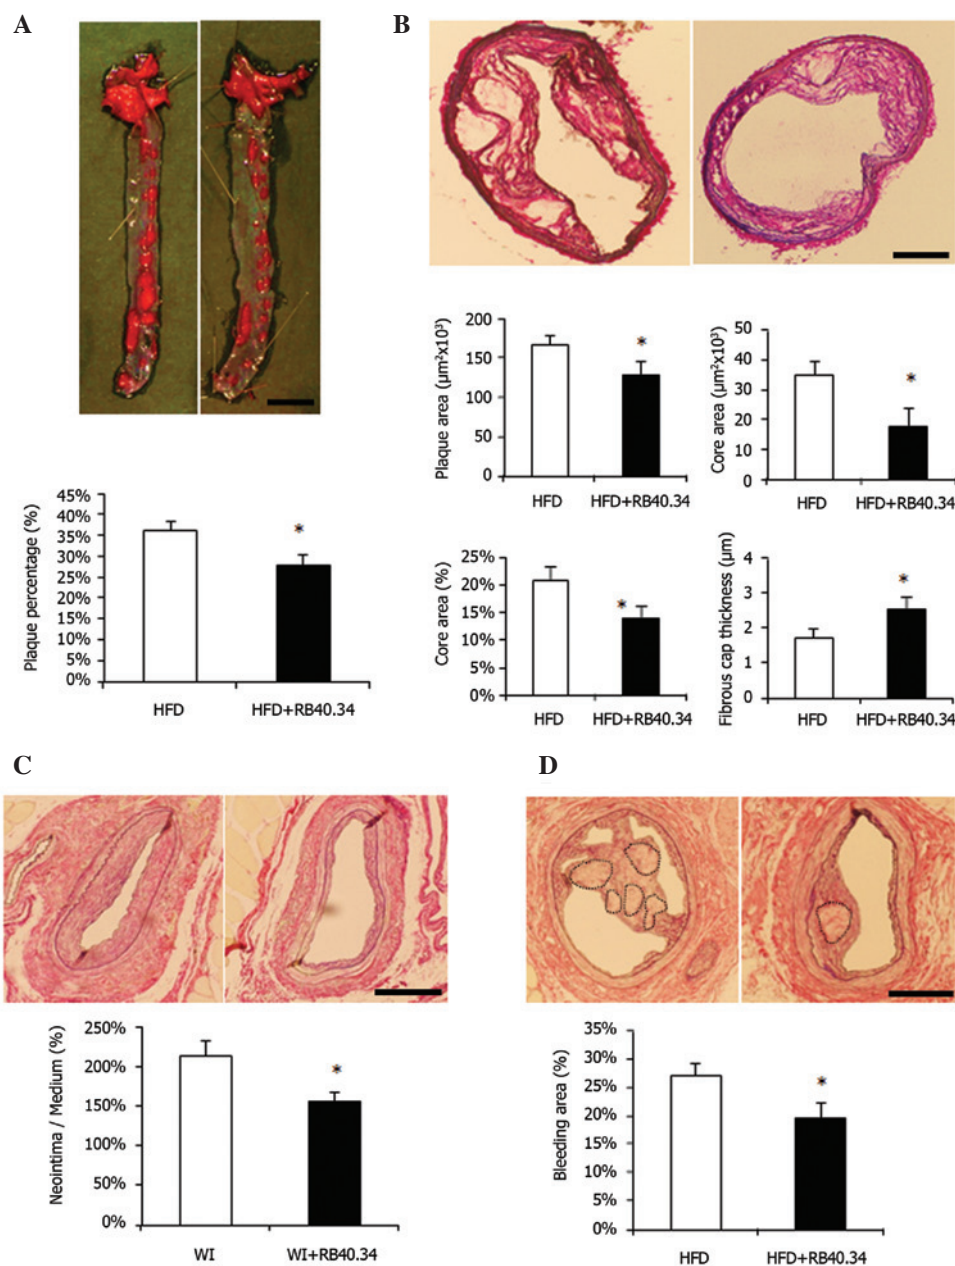 A
B
Plaque percentage (%)
45%
40%
35%
30%
25%
20%
15%
10%
5%
0%
HFD
HFD+RB40.34
Plaque area (µm²x10³)
200
150
100
50
0
*
HFD
HFD+RB40.34
Core area (µm²x10³)
50
40
30
20
10
0
*
HFD
HFD+RB40.34
Core area (%)
25%
20%
15%
10%
5%
0%
*
HFD
HFD+RB40.34
Fibrous cap thickness (µm)
4
3
2
1
0
*
HFD
HFD+RB40.34
*
C
D
Neointima / Medium (%)
250%
200%
150%
100%
50%
0%
*
WI
WI+RB40.34
Bleeding area (%)
35%
30%
25%
20%
15%
10%
5%
0%
*
HFD
HFD+RB40.34